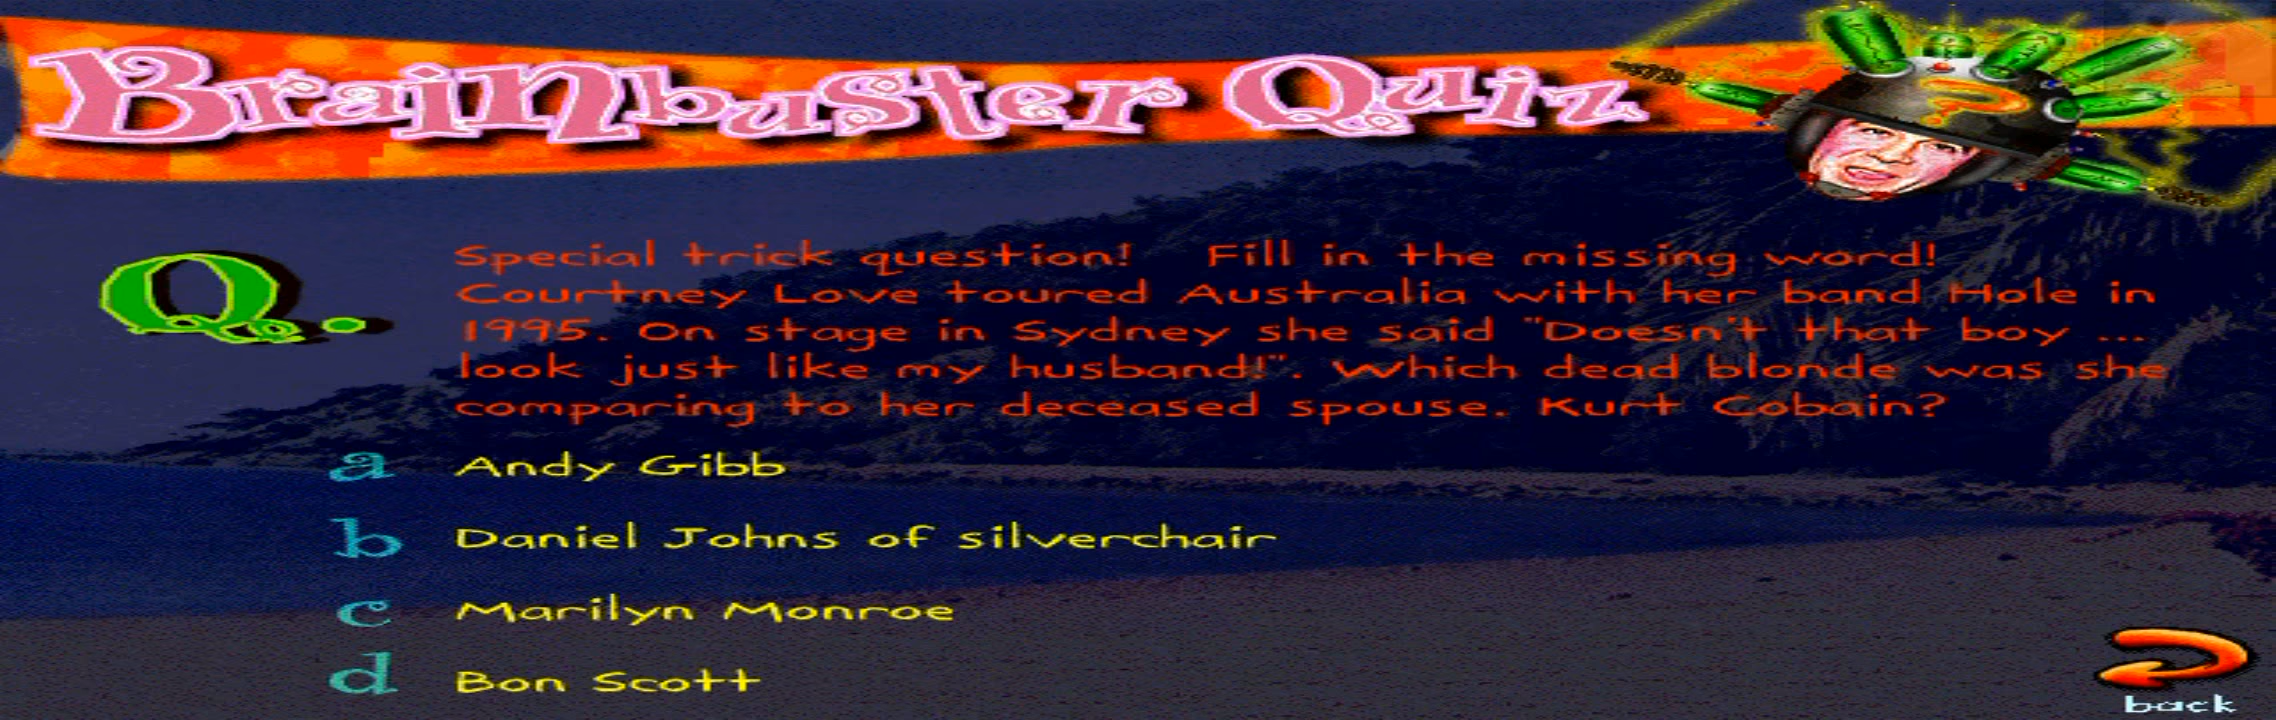 Brainbuster Quiz
Q.
Special trick question! Fill in the missing word!
Courtney Love toured Australia with her band Hole in
1995. On stage in Sydney she said "Doesn't that boy ...
look just like my husband!". Which dead blonde was she
comparing to her deceased spouse. Kurt Cobain?
a Andy Gibb
b Daniel Johns of silverchair
c Marilyn Monroe
d Bon Scott
back